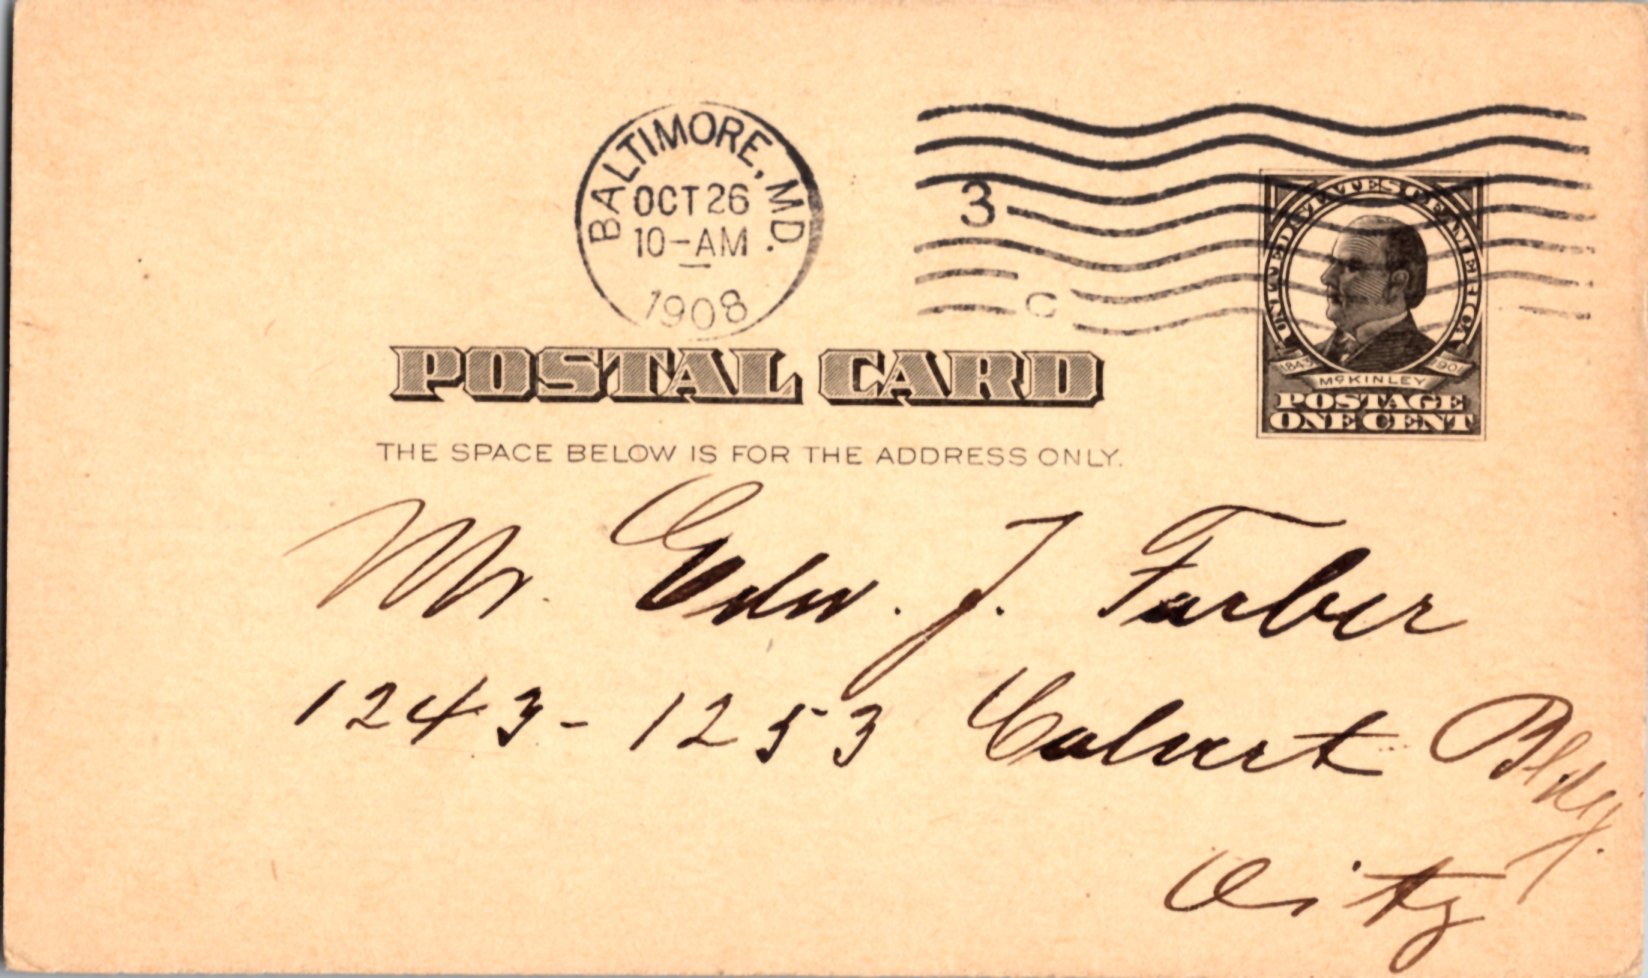 BALTIMORE, MD.
OCT 26
10-AM
1908
3
C
UNITED STATES OF AMERICA
1843 1901
McKINLEY
POSTAGE
ONE CENT
POSTAL CARD
THE SPACE BELOW IS FOR THE ADDRESS ONLY.
Mr. Edw. J. Farber
1243-1253 Calvert Bldg.
City